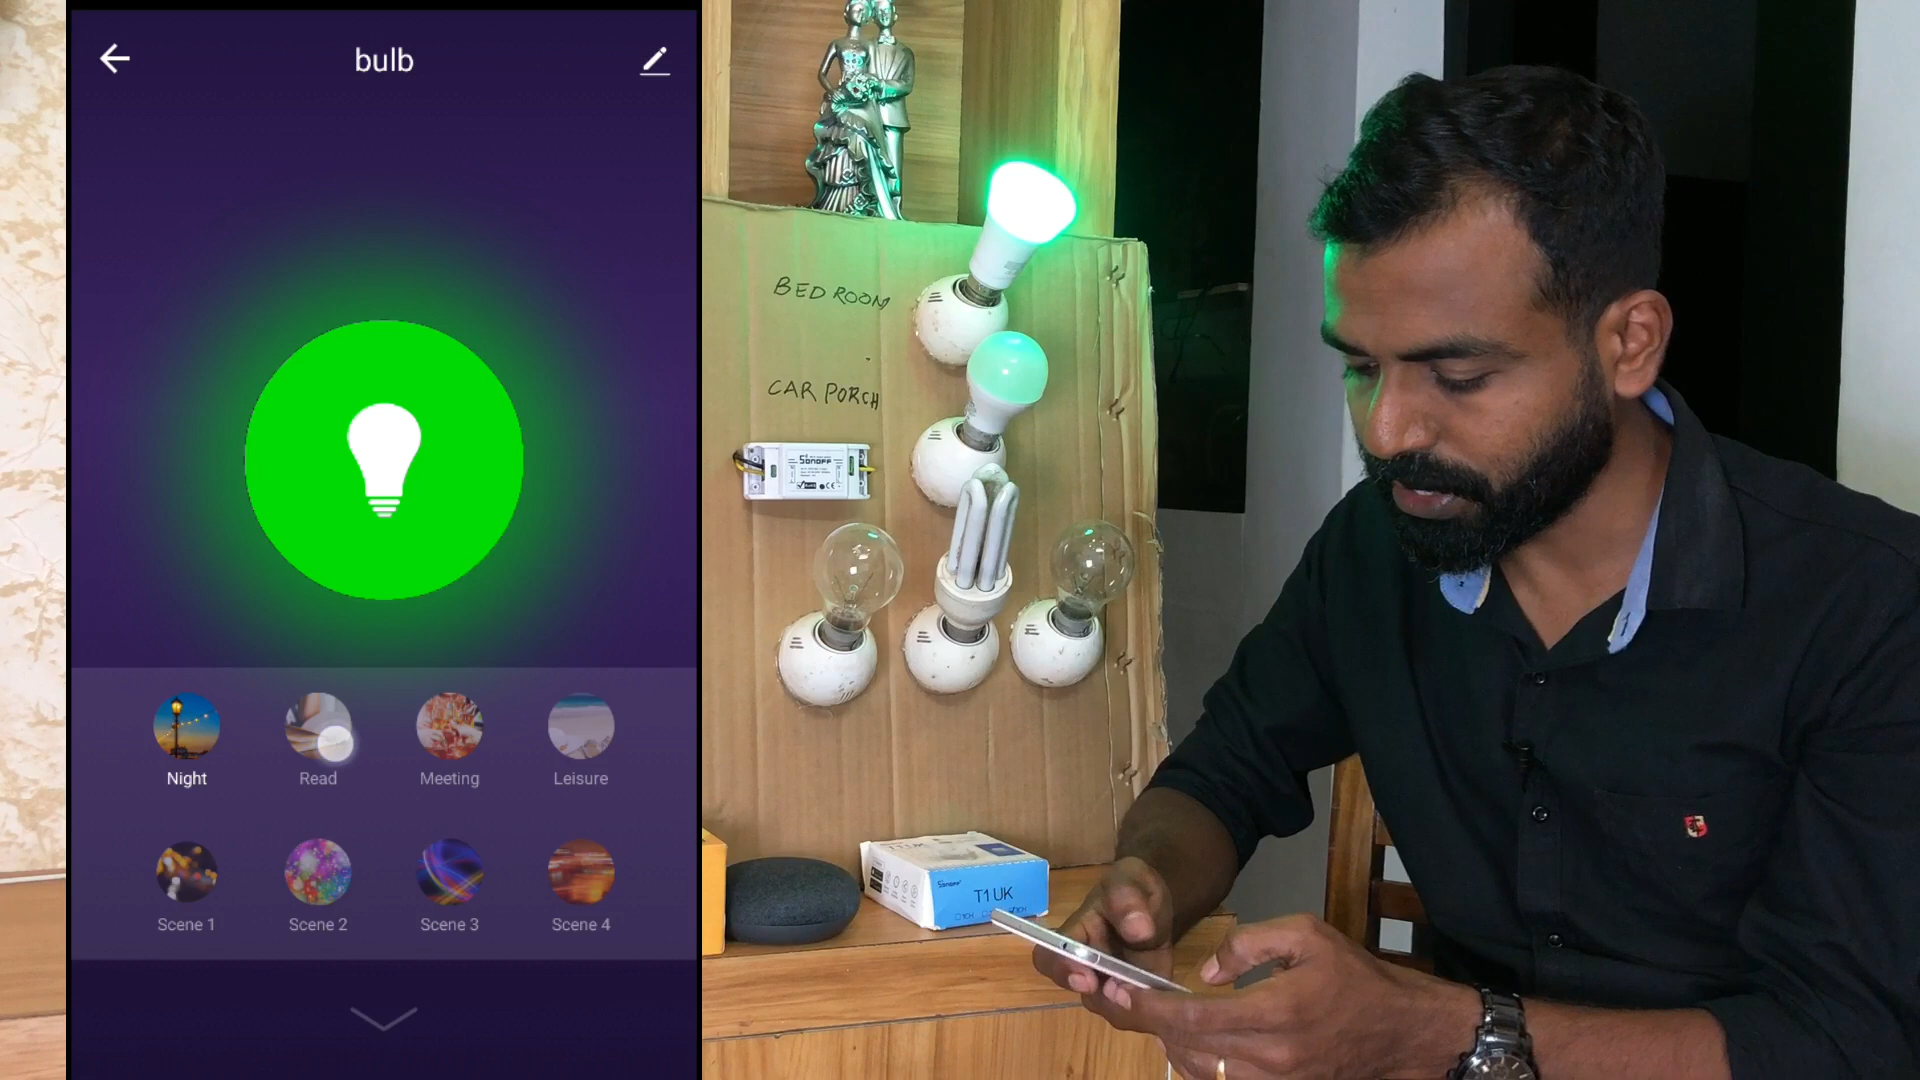 bulb
Night
Read
Meeting
Leisure
Scene 1
Scene 2
Scene 3
Scene 4
BED ROOM
CAR PORCH
SONOFF
SONOFF
T1 UK